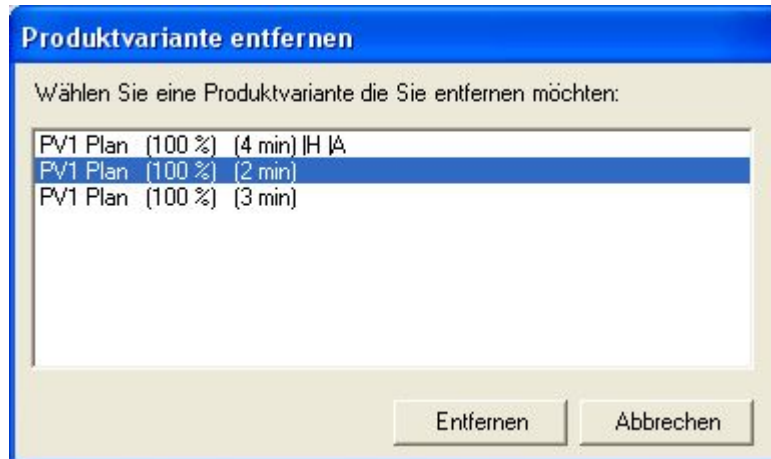 Produktvariante entfernen
Wählen Sie eine Produktvariante die Sie entfernen möchten:
PV1 Plan (100 %) (4 min) |H |A
PV1 Plan (100 %) (2 min)
PV1 Plan (100 %) (3 min)
Entfernen Abbrechen